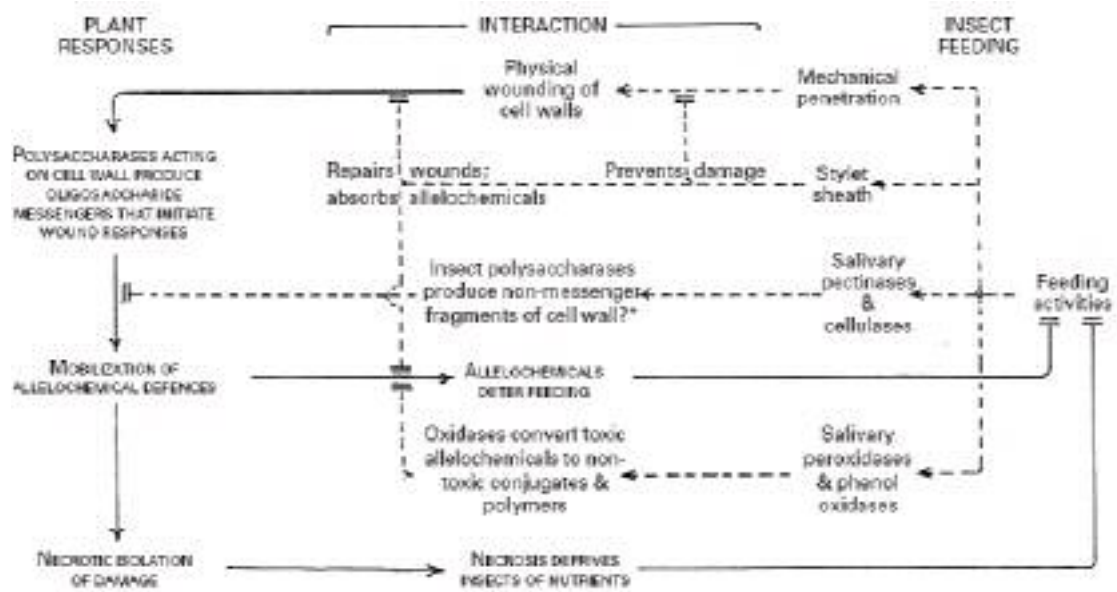 PLANT
RESPONSES
INTERACTION
INSECT
FEEDING
Physical
wounding of
cell walls
Mechanical
penetration
POLYSACCHARASES ACTING
ON CELL WALL PRODUCE
OLIGOSACCHARIDE
MESSENGERS THAT INITIATE
WOUND RESPONSES
Repairs wounds;
absorbs allelochemicals
Prevents damage
Stylet
sheath
Insect polysaccharases
produce non-messenger
fragments of cell wall?*
Salivary
pectinases
&
cellulases
Feeding
activities
MOBILIZATION OF
ALLELOCHEMICAL DEFENCES
ALLELOCHEMICALS
DETER FEEDING
Oxidases convert toxic
allelochemicals to non-
toxic conjugates &
polymers
Salivary
peroxidases
& phenol
oxidases
NECROTIC ISOLATION
OF DAMAGE
NECROSIS DEPRIVES
INSECTS OF NUTRIENTS